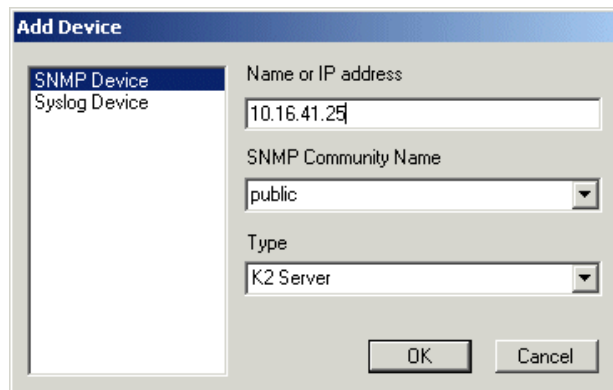 Add Device
SNMP Device
Syslog Device
Name or IP address
10.16.41.25
SNMP Community Name
public
Type
K2 Server
OK
Cancel